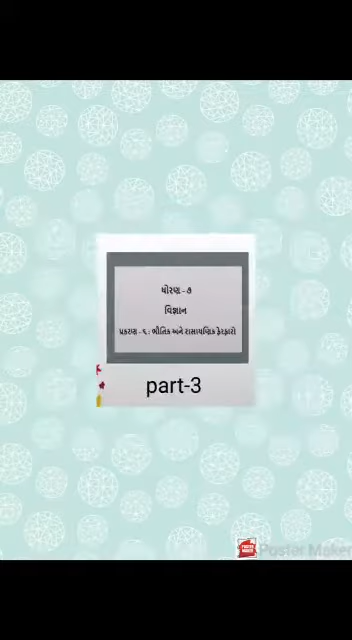 ધોરણ - ૭
વિજ્ઞાન
પ્રકરણ - ૬ : ભૌતિક અને રાસાયણિક ફેરફારો
part-3
Poster Maker